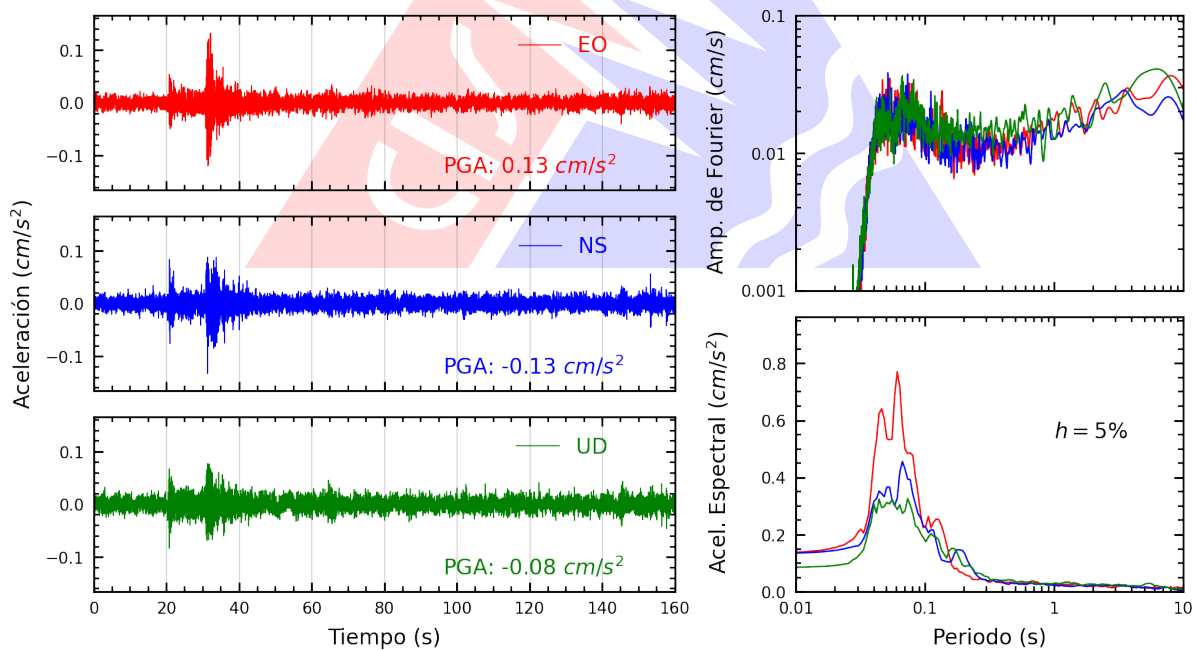 Aceleración (cm/s²)
0.1
0.0
−0.1
EO
PGA: 0.13 cm/s²
0.1
0.0
−0.1
NS
PGA: -0.13 cm/s²
0.1
0.0
−0.1
UD
PGA: -0.08 cm/s²
0 20 40 60 80 100 120 140 160
Tiempo (s)
Amp. de Fourier (cm/s)
0.1
0.01
0.001
Acel. Espectral (cm/s²)
0.8
0.6
0.4
0.2
0.0
h = 5%
0.01 0.1 1 10
Periodo (s)